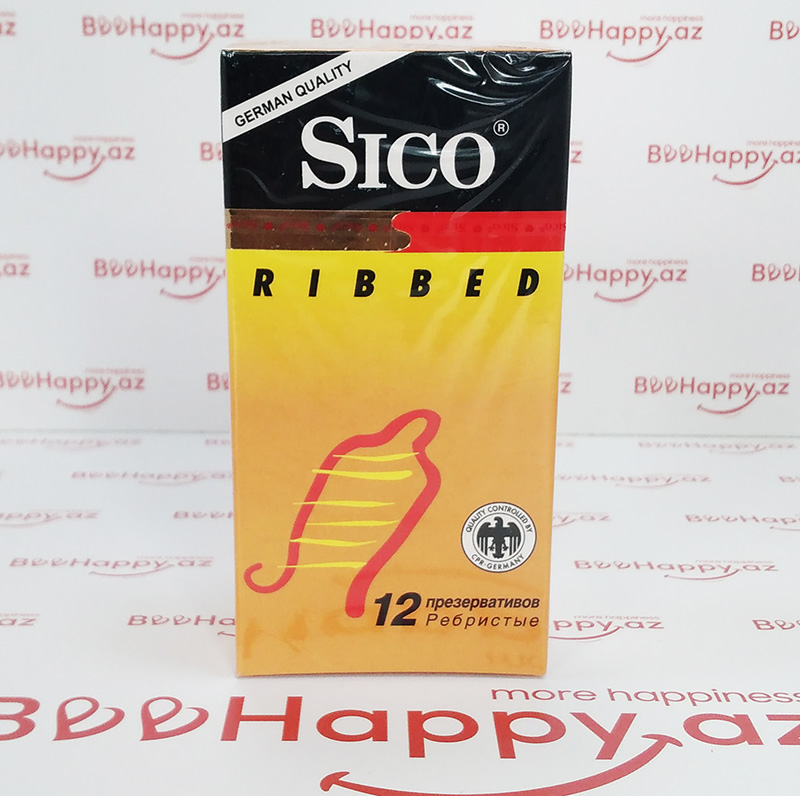 GERMAN QUALITY
SICO®
RIBBED
QUALITY CONTROLLED BY
CPR-GERMANY
12 презервативов
Ребристые
more happiness
BeeHappy.az